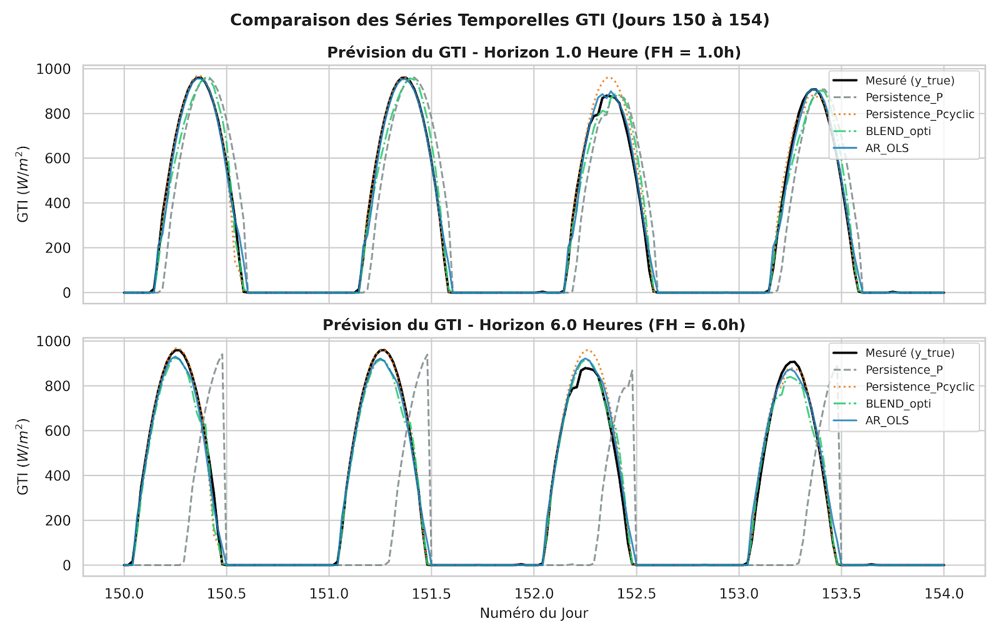 Comparaison des Séries Temporelles GTI (Jours 150 à 154)
Prévision du GTI - Horizon 1.0 Heure (FH = 1.0h)
GTI (W/m²)
1000
800
600
400
200
0
Mesuré (y_true)
Persistence_P
Persistence_Pcyclic
BLEND_opti
AR_OLS
Prévision du GTI - Horizon 6.0 Heures (FH = 6.0h)
GTI (W/m²)
1000
800
600
400
200
0
Mesuré (y_true)
Persistence_P
Persistence_Pcyclic
BLEND_opti
AR_OLS
150.0 150.5 151.0 151.5 152.0 152.5 153.0 153.5 154.0
Numéro du Jour